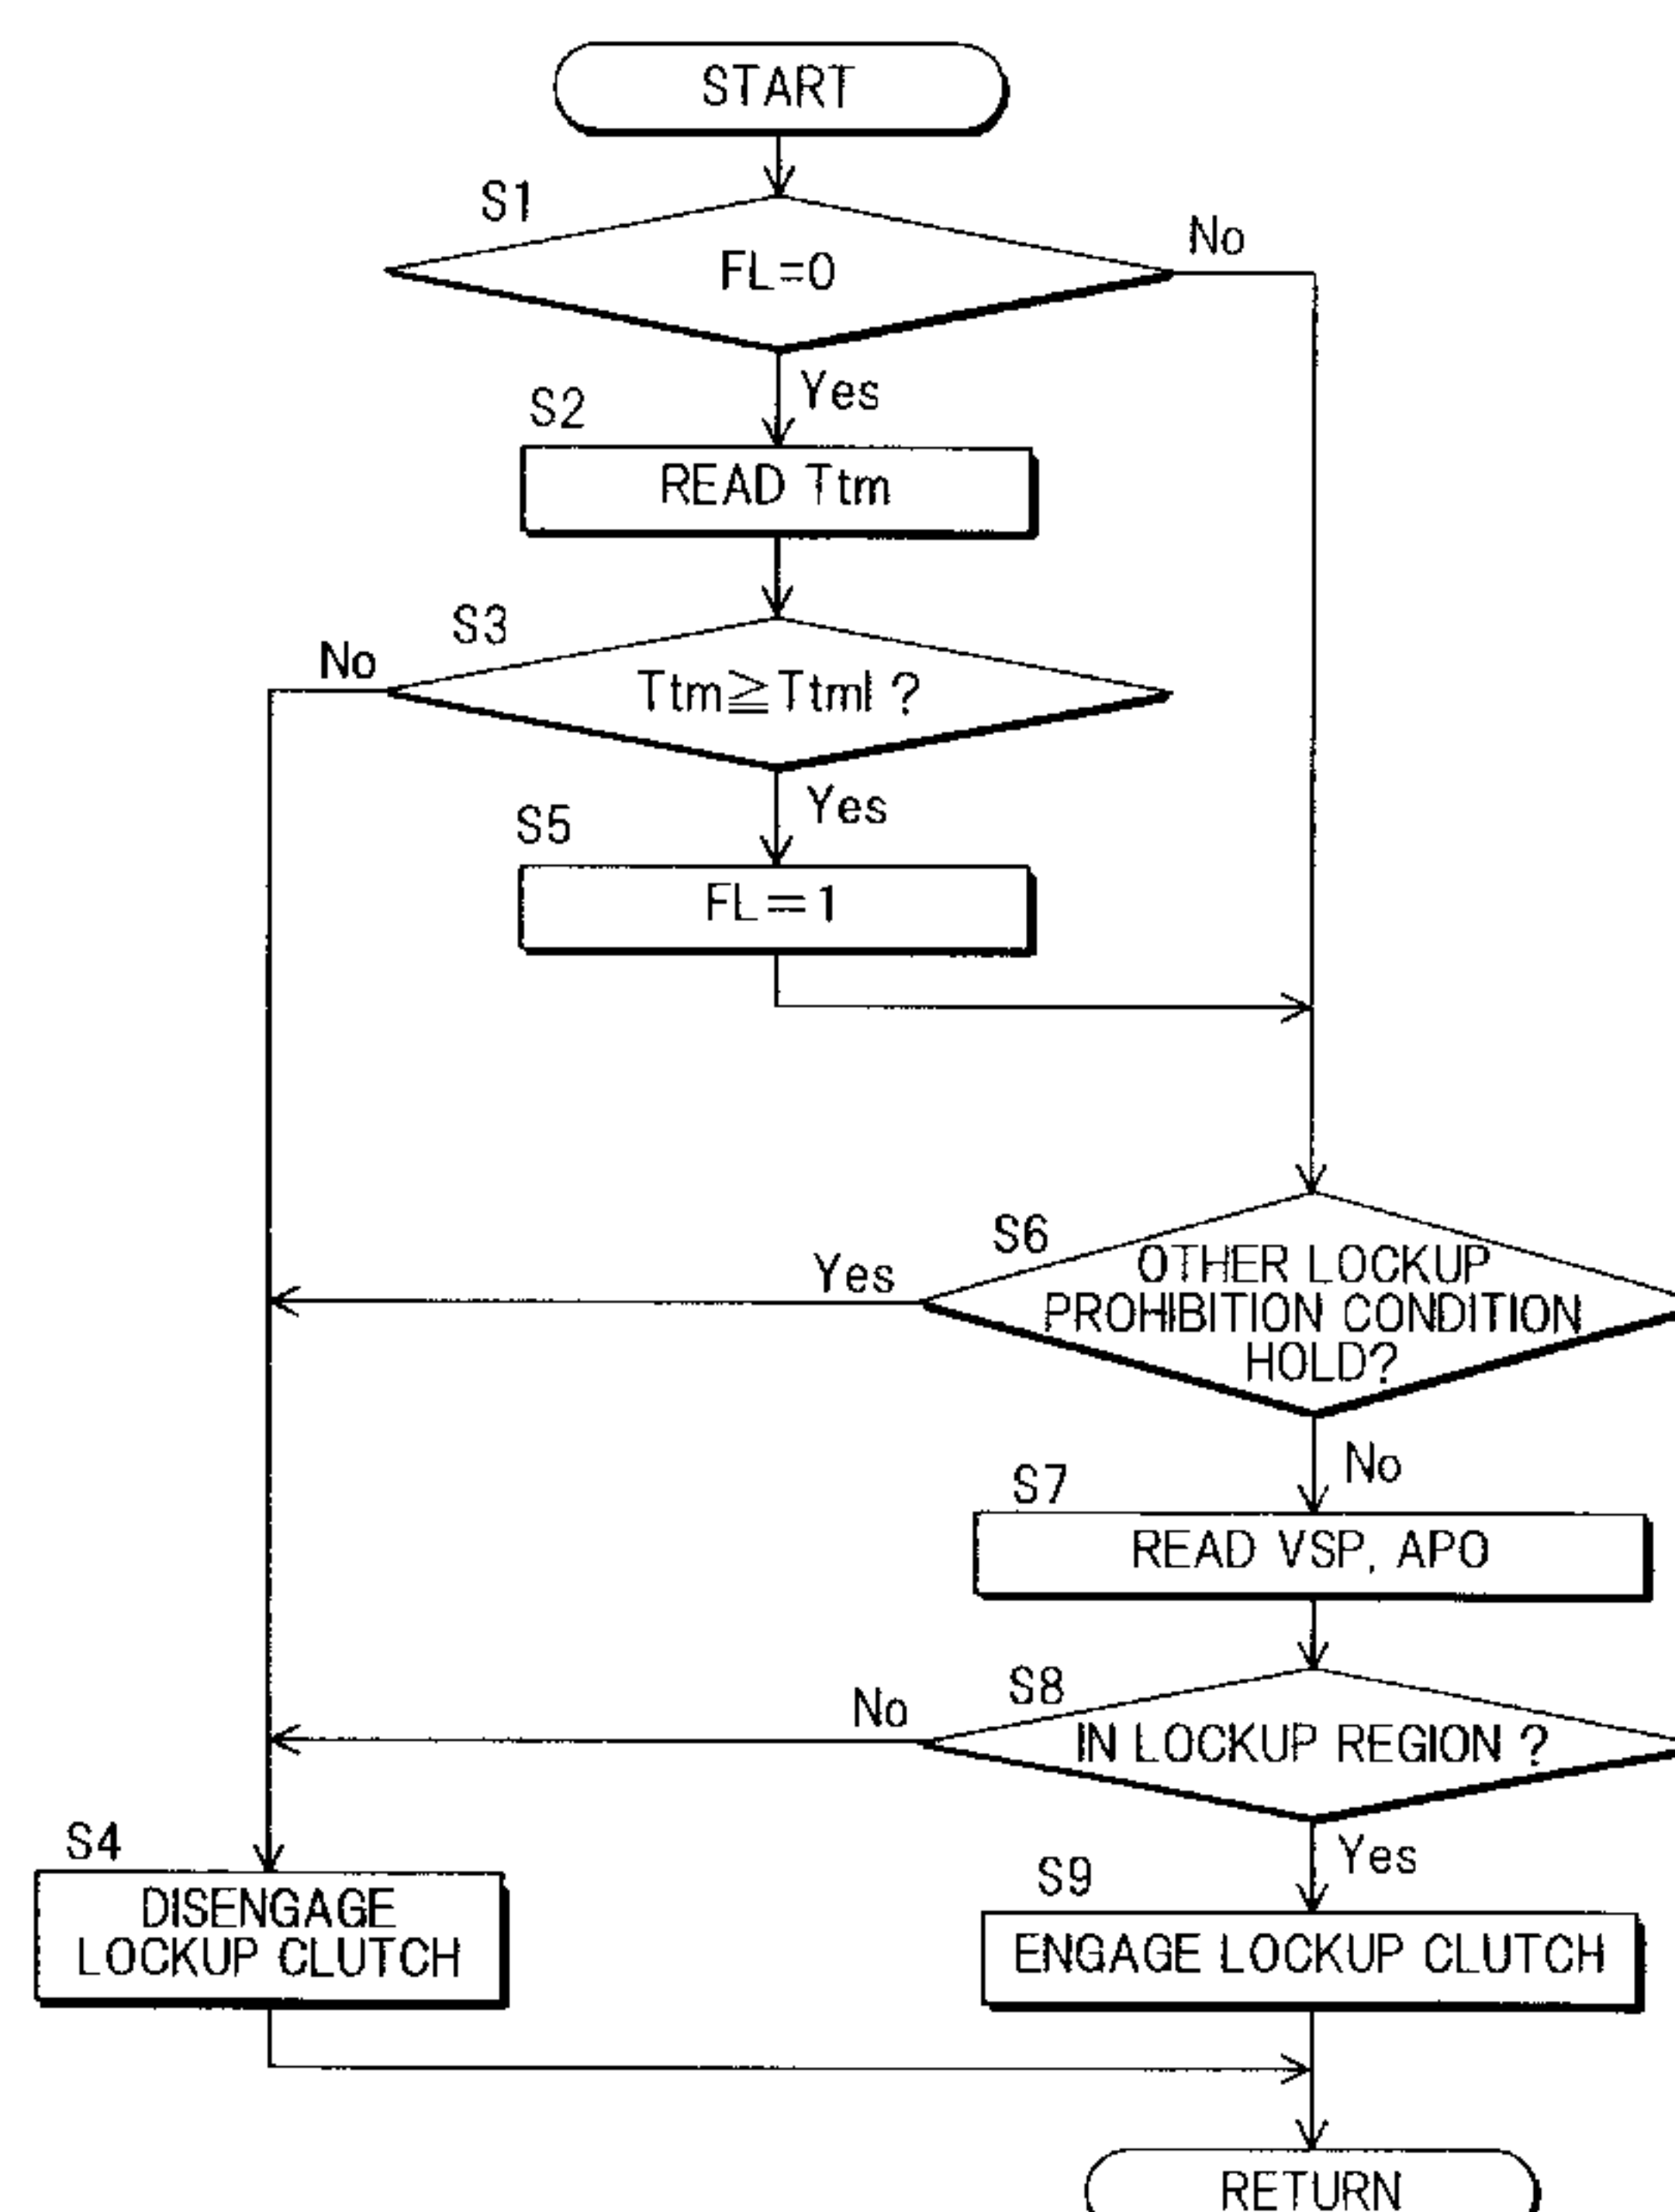 START
S1
FL=0
No
Yes
S2
READ Ttm
S3
No
Ttm≧Ttml ?
Yes
S5
FL=1
S6
Yes
OTHER LOCKUP
PROHIBITION CONDITION
HOLD?
No
S7
READ VSP, APO
S8
No
IN LOCKUP REGION ?
Yes
S4
DISENGAGE
LOCKUP CLUTCH
S9
ENGAGE LOCKUP CLUTCH
RETURN